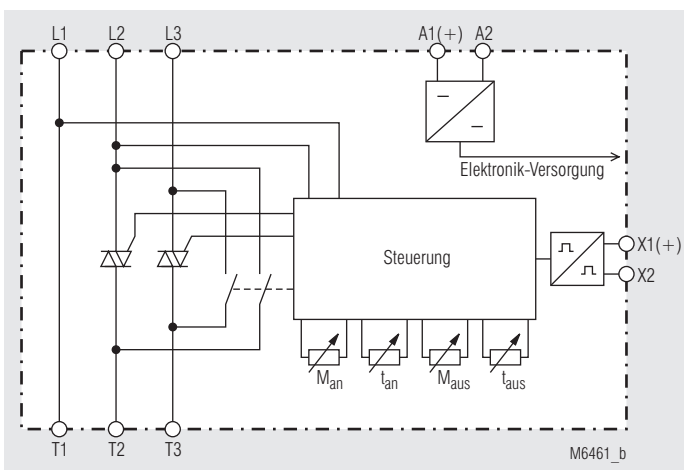 L1 L2 L3 A1(+) A2
Elektronik-Versorgung
Steuerung
X1(+)
X2
Man tan Maus taus
T1 T2 T3
M6461_b